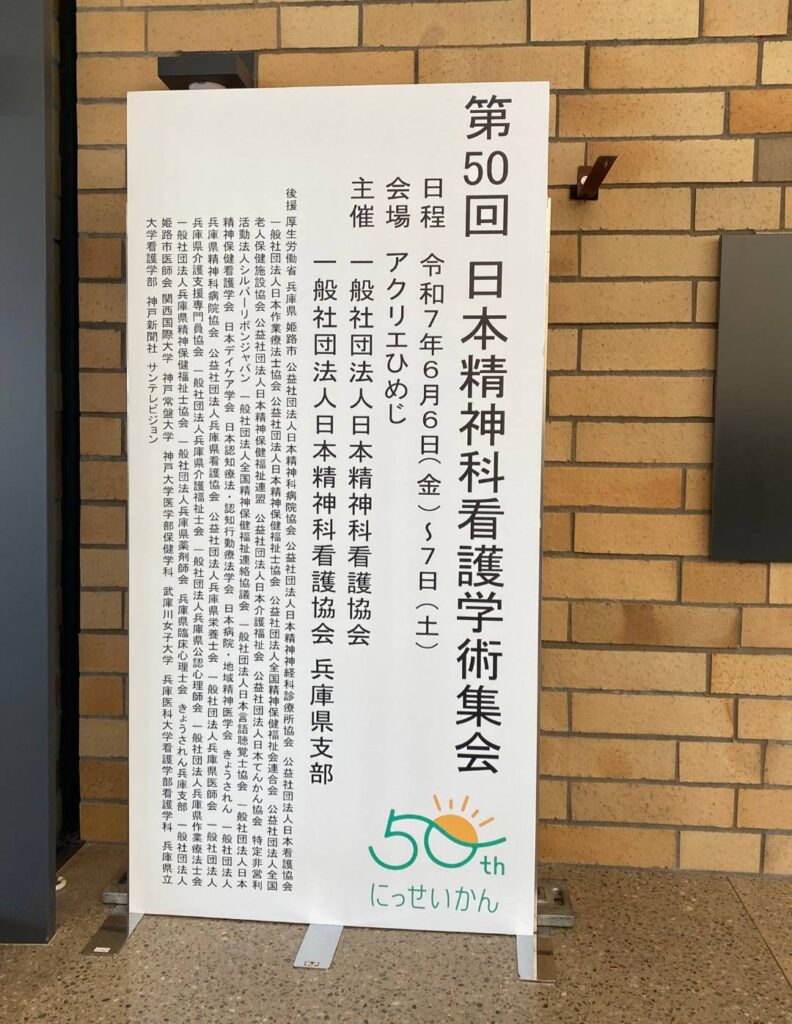 第50回 日本精神科看護学術集会
日程 令和7年6月6日(金)～7日(土)
会場 アクリエひめじ
主催 一般社団法人日本精神科看護協会
一般社団法人日本精神科看護協会 兵庫県支部
後援 厚生労働省 兵庫県 姫路市 公益社団法人日本精神科病院協会 公益社団法人日本精神神経科診療所協会 公益社団法人日本看護協会
一般社団法人日本作業療法士協会 公益社団法人日本精神保健福祉士協会 公益社団法人全国精神保健福祉会連合会 公益社団法人全国
老人保健施設協会 公益社団法人日本精神保健福祉連盟 公益社団法人日本介護福祉会 公益社団法人日本てんかん協会 特定非営利
活動法人シルバーリボンジャパン 一般社団法人全国精神保健福祉連絡協議会 一般社団法人日本言語聴覚士協会 一般社団法人日本
精神保健看護学会 日本デイケア学会 日本認知療法・認知行動療法学会 日本病院・地域精神医学会 きょうされん 一般社団法人
兵庫県精神科病院協会 公益社団法人兵庫県看護協会 公益社団法人兵庫県栄養士会 一般社団法人兵庫県医師会 一般社団法人
兵庫県介護支援専門員協会 一般社団法人兵庫県介護福祉士会 一般社団法人兵庫県公認心理師会 一般社団法人兵庫県作業療法士会
一般社団法人兵庫県精神保健福祉士協会 一般社団法人兵庫県薬剤師会 兵庫県臨床心理士会 きょうされん兵庫支部 一般社団法人
姫路市医師会 関西国際大学 神戸常盤大学 神戸大学医学部保健学科 武庫川女子大学 兵庫医科大学看護学部看護学科 兵庫県立
大学看護学部 神戸新聞社 サンテレビジョン
50th
にっせいかん